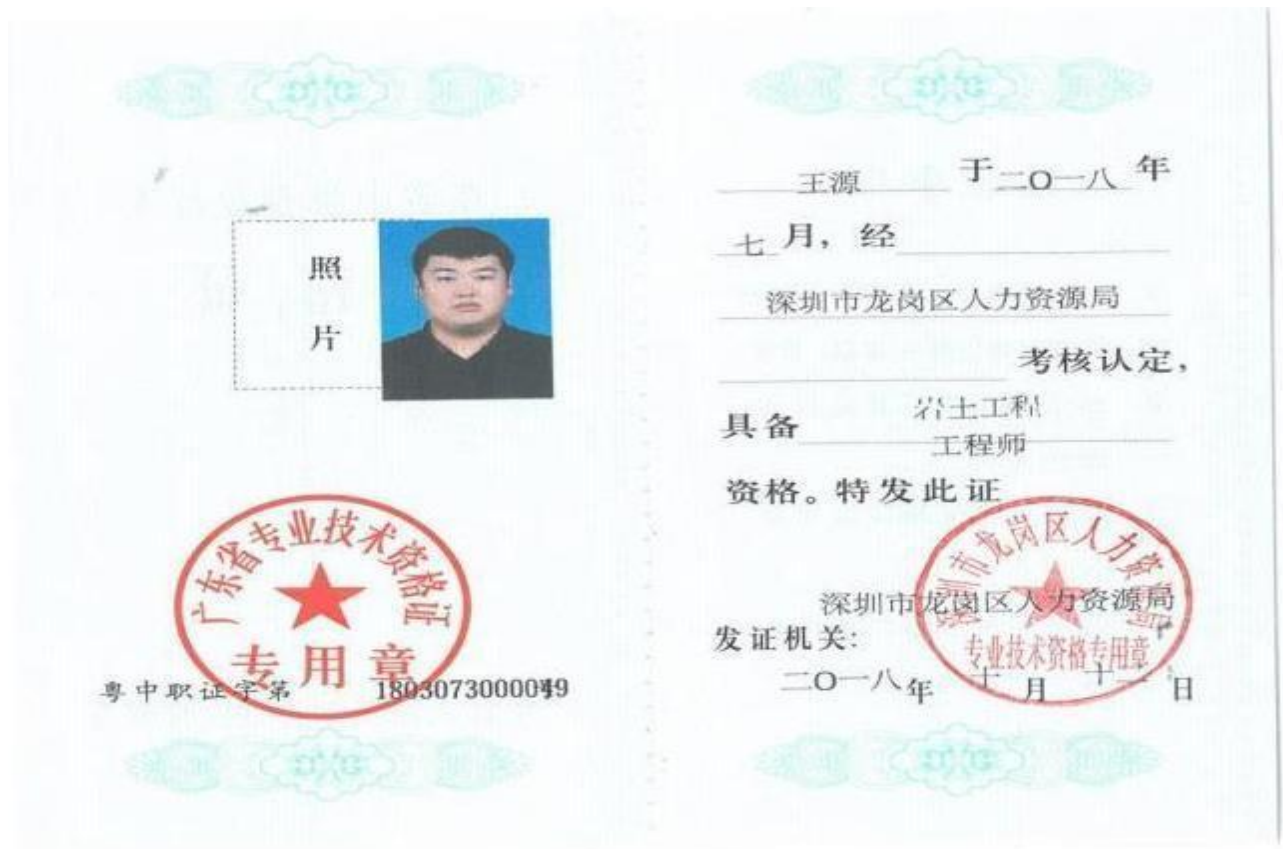 照
片
广东省专业技术资格证
专用章
粤中职证字第 1803073000049
王源 于二〇一八年
七月，经
深圳市龙岗区人力资源局
考核认定，
具备 岩土工程
工程师
资格。特发此证
深圳市龙岗区人力资源局
专业技术资格专用章
深圳市龙岗区人力资源局
发证机关：
二〇一八年 十月 十二日